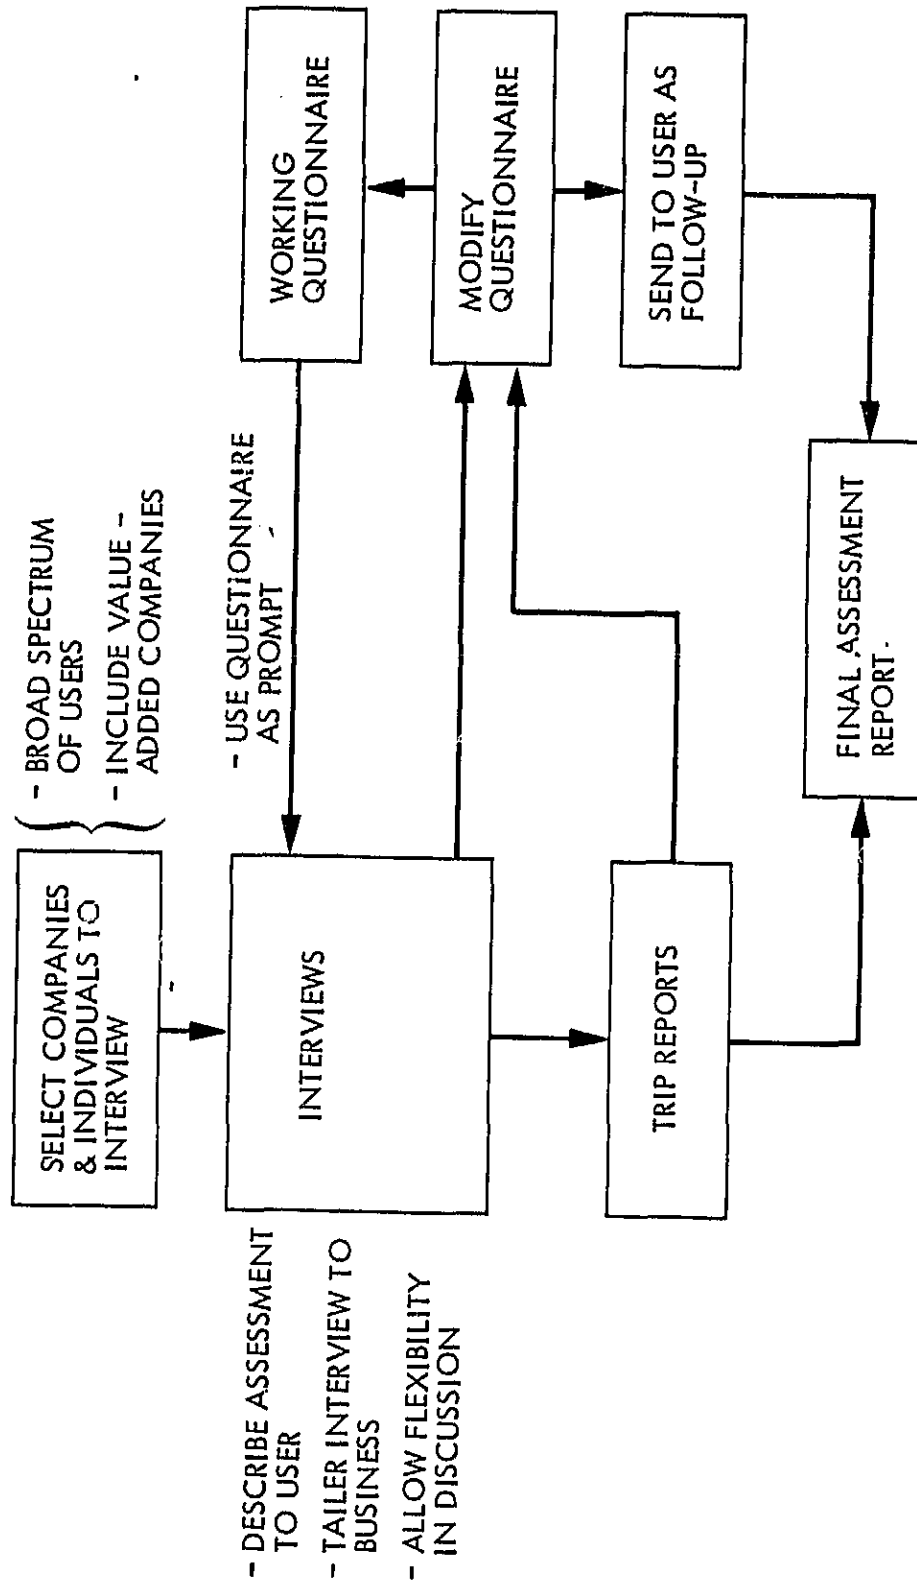 SELECT COMPANIES
& INDIVIDUALS TO
INTERVIEW
- BROAD SPECTRUM
OF USERS
- INCLUDE VALUE -
ADDED COMPANIES
- DESCRIBE ASSESSMENT
TO USER
- TAILER INTERVIEW TO
BUSINESS
- ALLOW FLEXIBILITY
IN DISCUSSION
INTERVIEWS
- USE QUESTIONNAIRE
AS PROMPT
WORKING
QUESTIONNAIRE
MODIFY
QUESTIONNAIRE
TRIP REPORTS
SEND TO USER AS
FOLLOW-UP
FINAL ASSESSMENT
REPORT